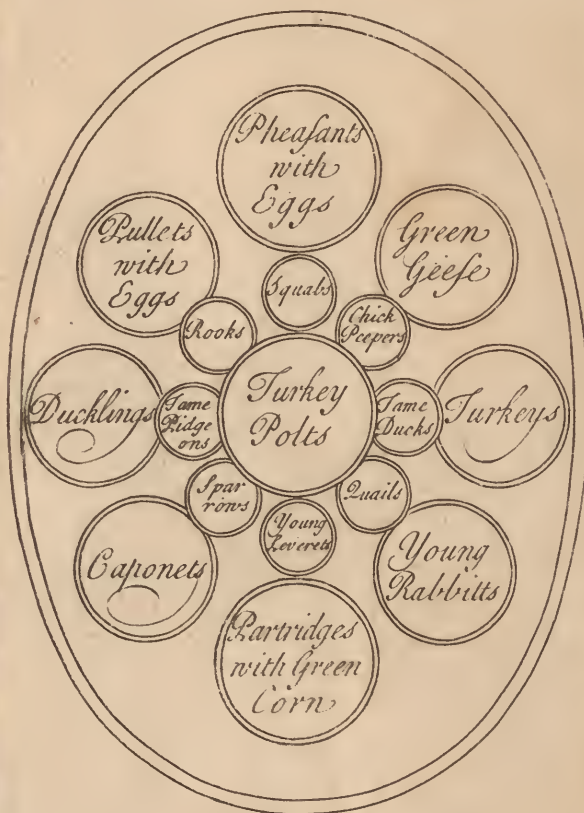 Pheaſants
with
Eggs
Pullets
with
Eggs
Green
Geeſe
Squabs
Rooks
Chick
Peepers
Ducklings
Tame
Pidge
ons
Turkey
Polts
Tame
Ducks
Turkeys
Spar
rows
Quails
Young
Leverets
Caponets
Young
Rabbitts
Partridges
with Green
Corn